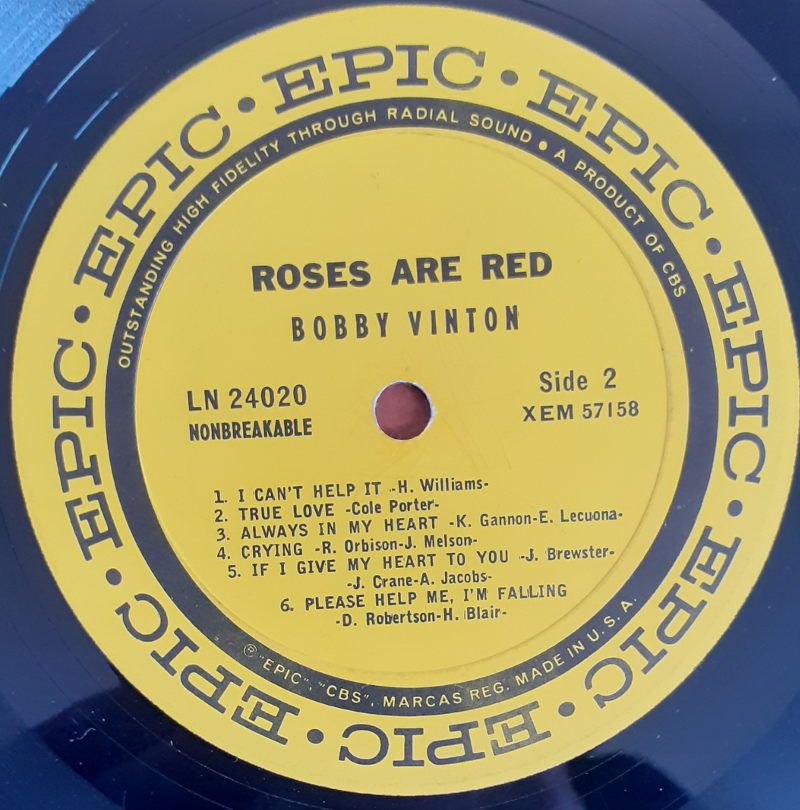 EPIC • EPIC • EPIC • EPIC • EPIC • EPIC • EPIC • EPIC • EPIC • EPIC •
OUTSTANDING HIGH FIDELITY THROUGH RADIAL SOUND • A PRODUCT OF CBS
ROSES ARE RED
BOBBY VINTON
LN 24020
NONBREAKABLE
Side 2
XEM 57158
1. I CAN'T HELP IT -H. Williams-
2. TRUE LOVE -Cole Porter-
3. ALWAYS IN MY HEART -K. Gannon-E. Lecuona-
4. CRYING -R. Orbison-J. Melson-
5. IF I GIVE MY HEART TO YOU -J. Brewster-
-J. Crane-A. Jacobs-
6. PLEASE HELP ME, I'M FALLING
-D. Robertson-H. Blair-
® "EPIC", "CBS", MARCAS REG. MADE IN U.S.A.